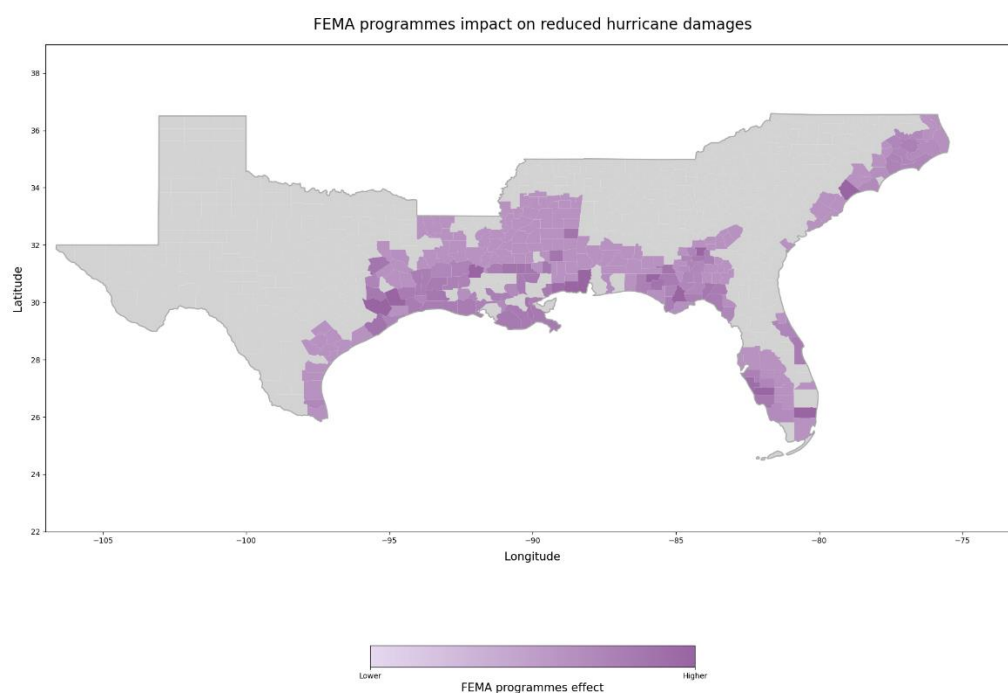 FEMA programmes impact on reduced hurricane damages
38
36
34
32
30
28
26
24
22
Latitude
−105
−100
−95
−90
−85
−80
−75
Longitude
Lower
Higher
FEMA programmes effect